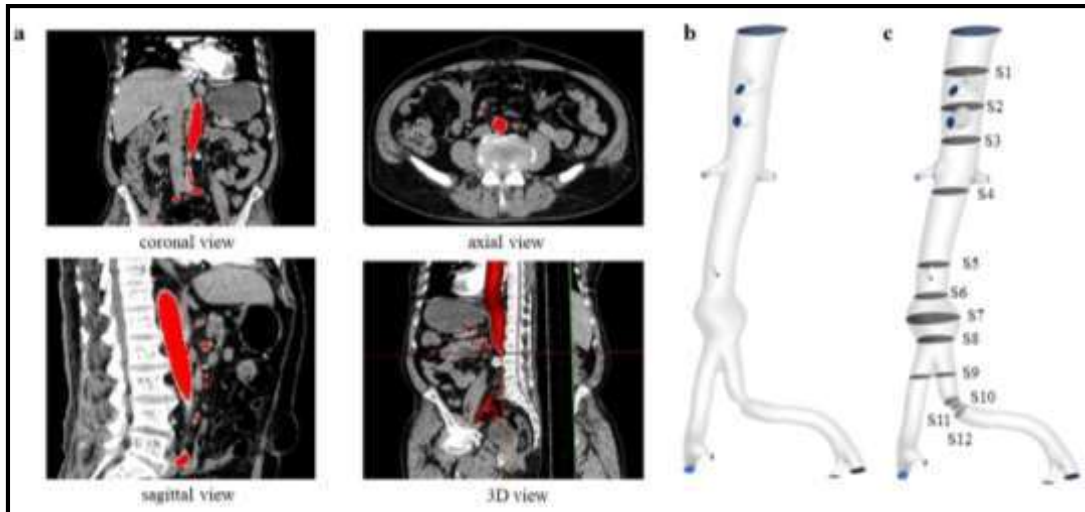 a
b
c
coronal view
axial view
sagittal view
3D view
S1
S2
S3
S4
S5
S6
S7
S8
S9
S10
S11
S12